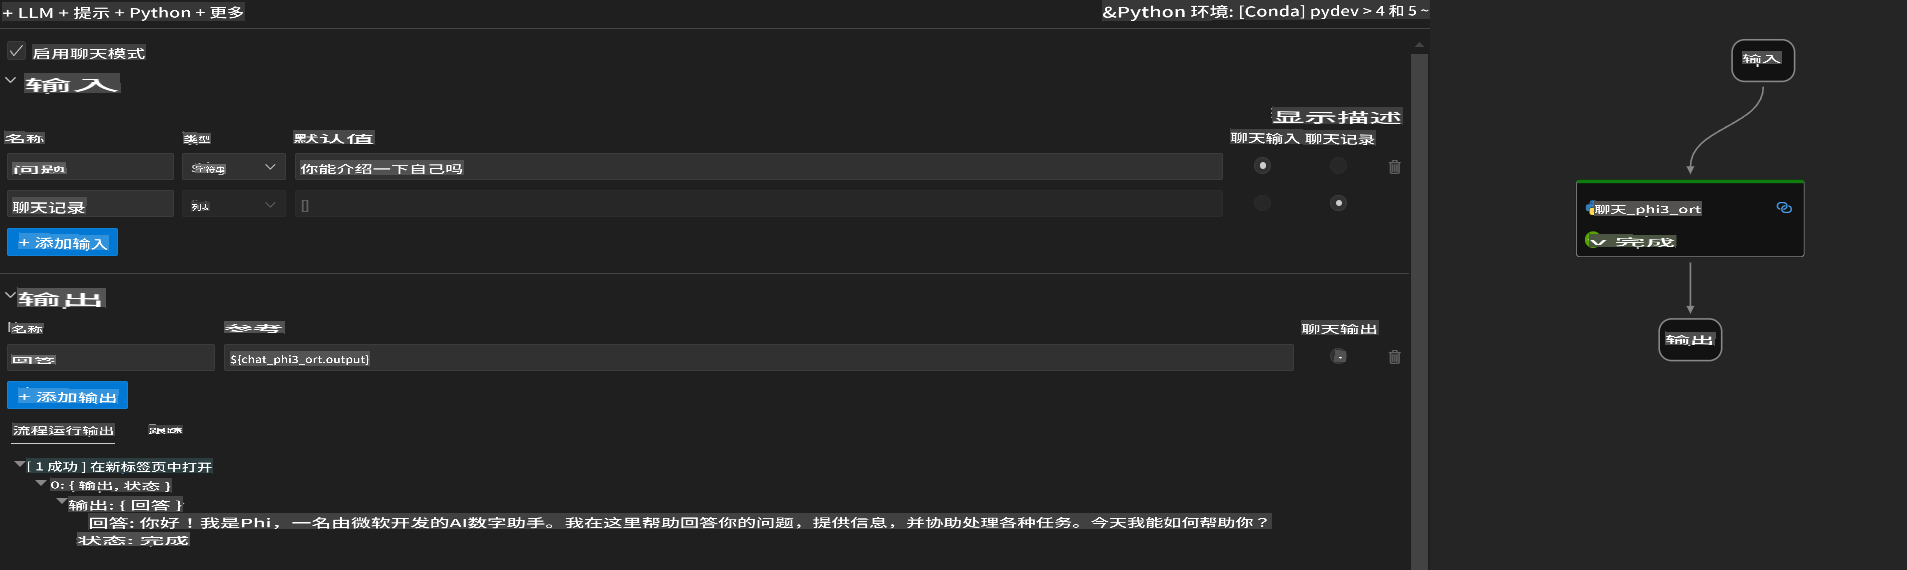 + LLM + 提示 + Python + 更多
&Python 环境: [Conda] pydev > 4 和 5 ~
启用聊天模式
输入
显示描述
名称 类型 默认值 聊天输入 聊天记录
问题 你能介绍一下自己吗
聊天记录 列表 []
+ 添加输入
输出
名称 参考 聊天输出
回答 ${chat_phi3_ort.output}
+ 添加输出
流程运行输出 跟踪
[ 1 成功 ] 在新标签页中打开
0: { 输出, 状态 }
输出: { 回答 }
回答: 你好！我是Phi，一名由微软开发的AI数字助手。我在这里帮助回答你的问题，提供信息，并协助处理各种任务。今天我能如何帮助你？
状态: 完成
输入
聊天_phi3_ort
完成
输出